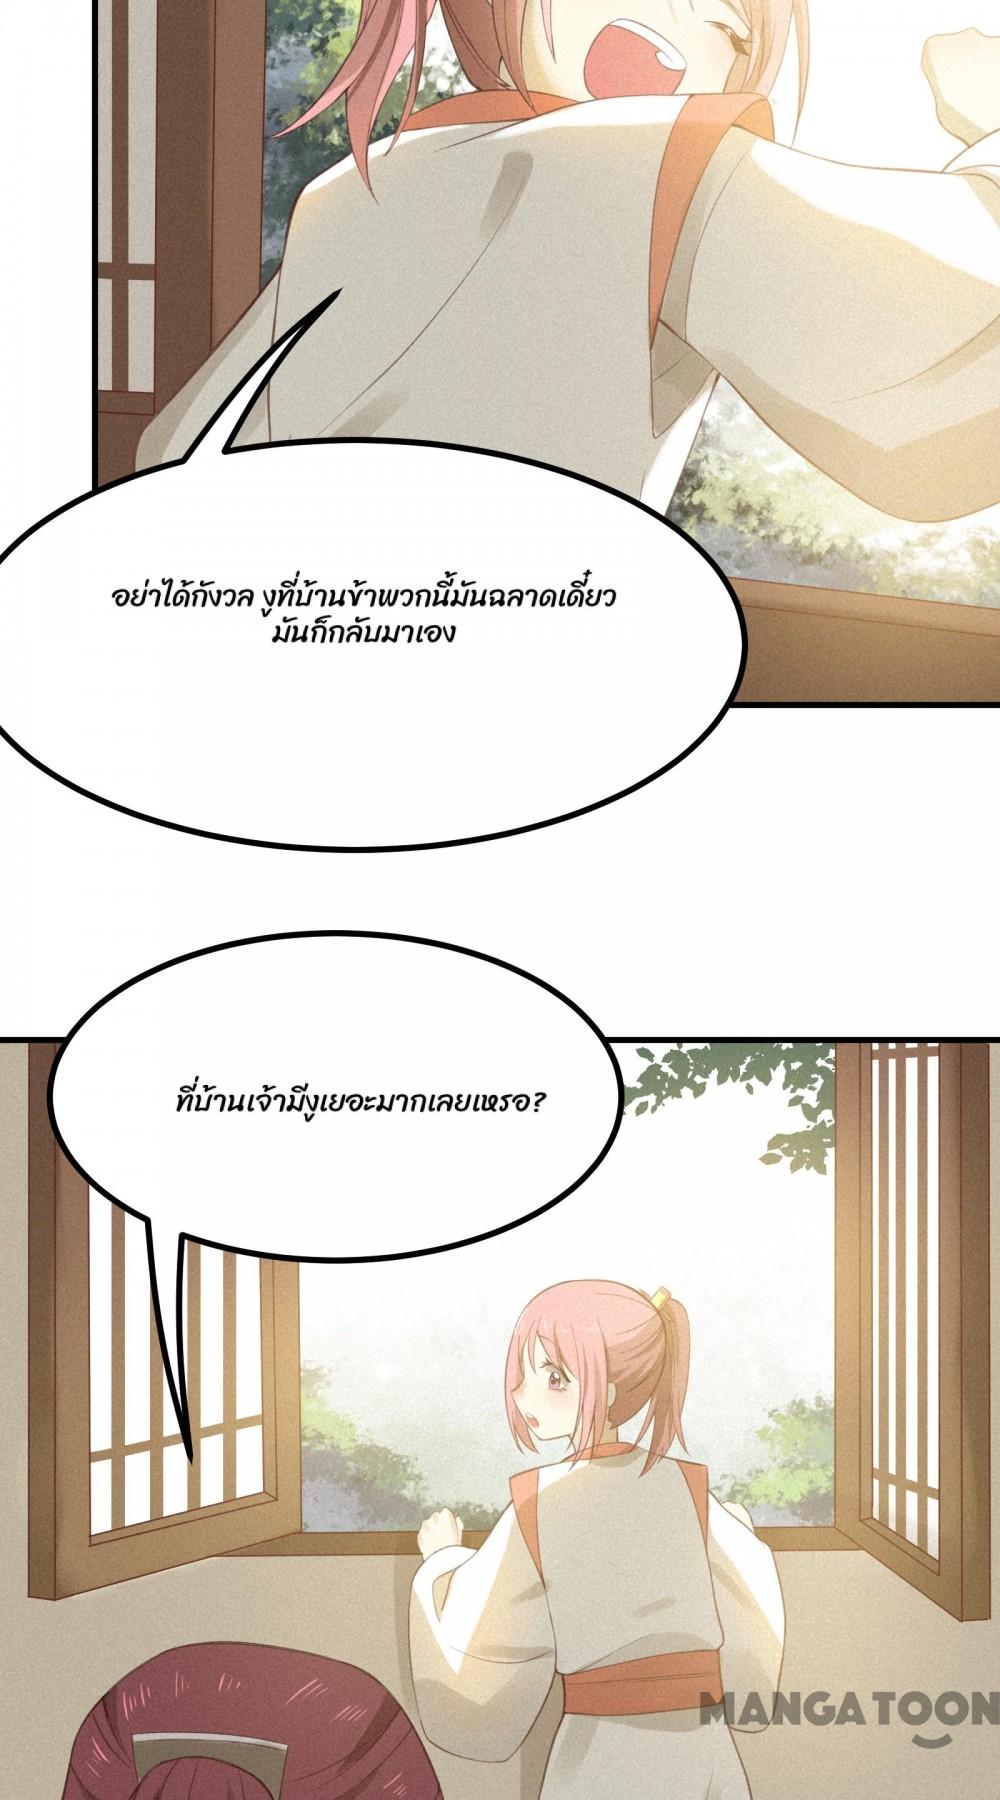 อย่าได้กังวล งูที่บ้านข้าพวกนี้มันฉลาดเดี๋ยว
มันก็กลับมาเอง
ที่บ้านเจ้ามีงูเยอะมากเลยเหรอ?
MANGATOON